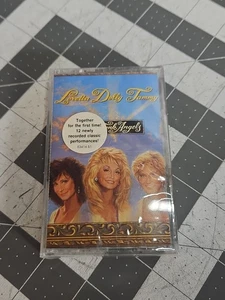 Loretta Dolly Tammy
Together
for the first time!
12 newly
recorded classic
performances!
Angels